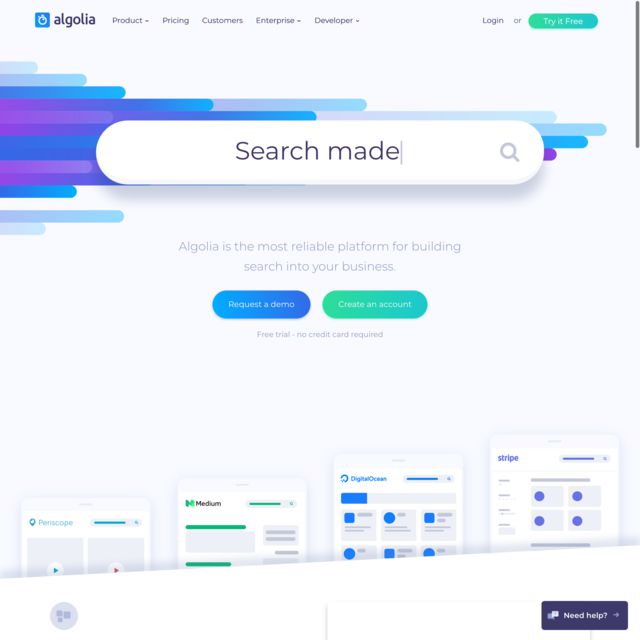 algolia Product Pricing Customers Enterprise Developer Login or Try it Free
Search made
Algolia is the most reliable platform for building
search into your business.
Request a demo Create an account
Free trial - no credit card required
stripe
DigitalOcean
Medium
Periscope
Need help?